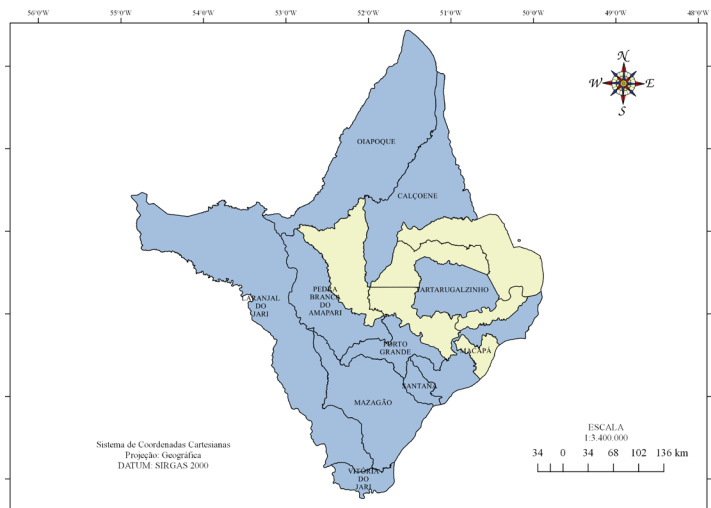 56°0'W 55°0'W 54°0'W 53°0'W 52°0'W 51°0'W 50°0'W 49°0'W 48°0'W
N
W E
S
OIAPOQUE
CALÇOENE
TARTARUGALZINHO
PEDRA
BRANCA
DO
AMAPARI
LARANJAL
DO
JARI
PORTO
GRANDE
MACAPÁ
SANTANA
MAZAGÃO
VITÓRIA
DO
JARI
Sistema de Coordenadas Cartesianas
Projeção: Geográfica
DATUM: SIRGAS 2000
ESCALA
1:3.400.000
34 0 34 68 102 136 km